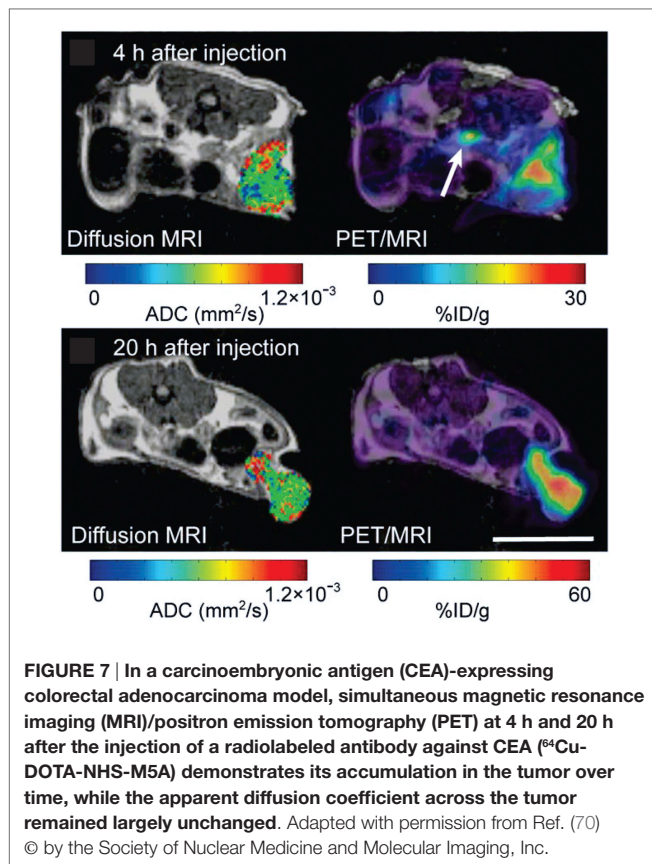 4 h after injection
Diffusion MRI PET/MRI
0 1.2×10⁻³ 0 30
ADC (mm²/s) %ID/g
20 h after injection
Diffusion MRI PET/MRI
0 1.2×10⁻³ 0 60
ADC (mm²/s) %ID/g
FIGURE 7 | In a carcinoembryonic antigen (CEA)-expressing
colorectal adenocarcinoma model, simultaneous magnetic resonance
imaging (MRI)/positron emission tomography (PET) at 4 h and 20 h
after the injection of a radiolabeled antibody against CEA (⁶⁴Cu-
DOTA-NHS-M5A) demonstrates its accumulation in the tumor over
time, while the apparent diffusion coefficient across the tumor
remained largely unchanged. Adapted with permission from Ref. (70)
© by the Society of Nuclear Medicine and Molecular Imaging, Inc.